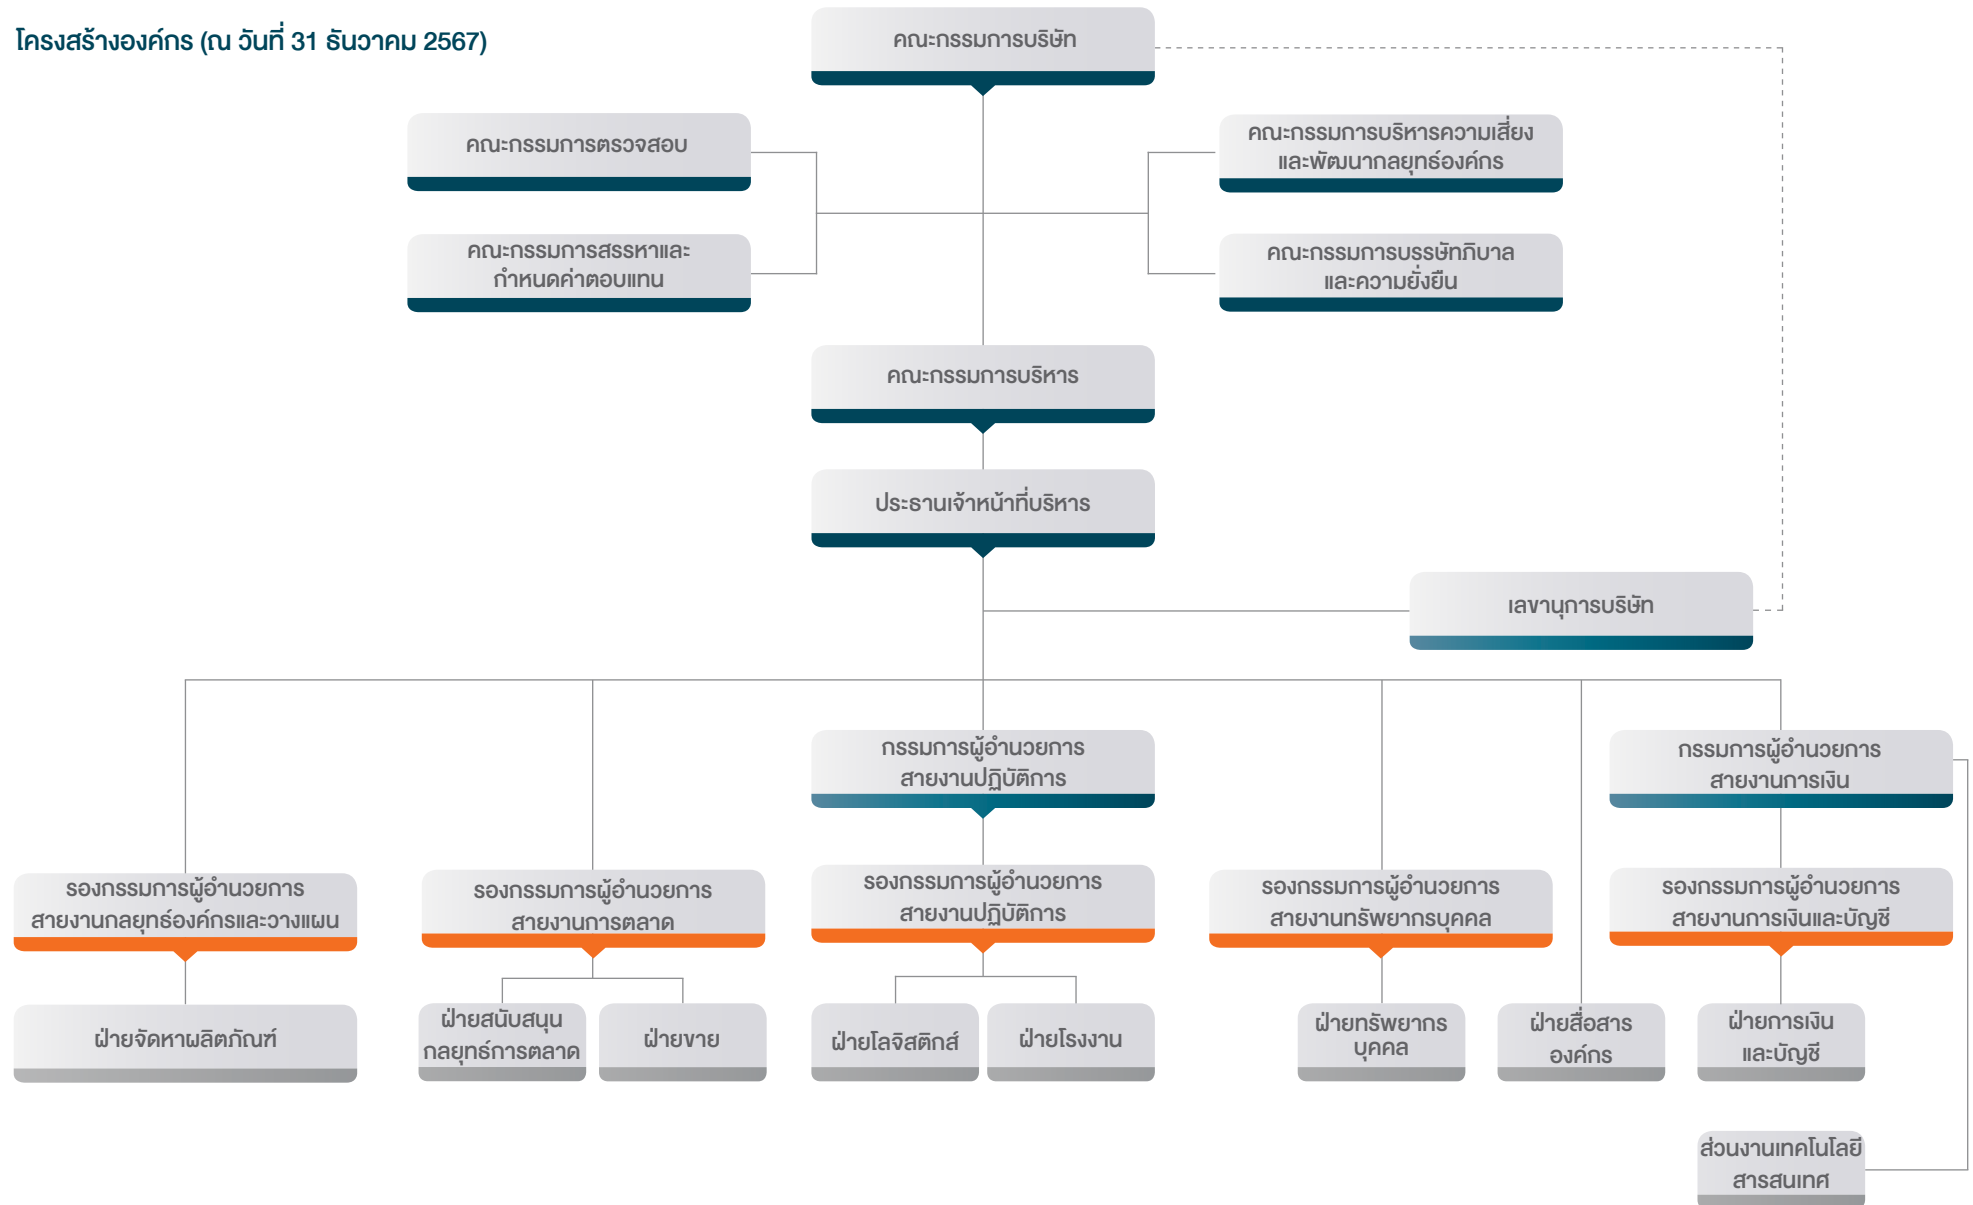 โครงสร้างองค์กร (ณ วันที่ 31 ธันวาคม 2567)
คณะกรรมการบริษัท
คณะกรรมการตรวจสอบ
คณะกรรมการบริหารความเสี่ยง
และพัฒนากลยุทธ์องค์กร
คณะกรรมการสรรหาและ
กำหนดค่าตอบแทน
คณะกรรมการบรรษัทภิบาล
และความยั่งยืน
คณะกรรมการบริหาร
ประธานเจ้าหน้าที่บริหาร
เลขานุการบริษัท
กรรมการผู้อำนวยการ
สายงานปฏิบัติการ
กรรมการผู้อำนวยการ
สายงานการเงิน
รองกรรมการผู้อำนวยการ
สายงานกลยุทธ์องค์กรและวางแผน
รองกรรมการผู้อำนวยการ
สายงานการตลาด
รองกรรมการผู้อำนวยการ
สายงานปฏิบัติการ
รองกรรมการผู้อำนวยการ
สายงานทรัพยากรบุคคล
รองกรรมการผู้อำนวยการ
สายงานการเงินและบัญชี
ฝ่ายจัดหาผลิตภัณฑ์
ฝ่ายสนับสนุน
กลยุทธ์การตลาด
ฝ่ายขาย
ฝ่ายโลจิสติกส์
ฝ่ายโรงงาน
ฝ่ายทรัพยากร
บุคคล
ฝ่ายสื่อสาร
องค์กร
ฝ่ายการเงิน
และบัญชี
ส่วนงานเทคโนโลยี
สารสนเทศ